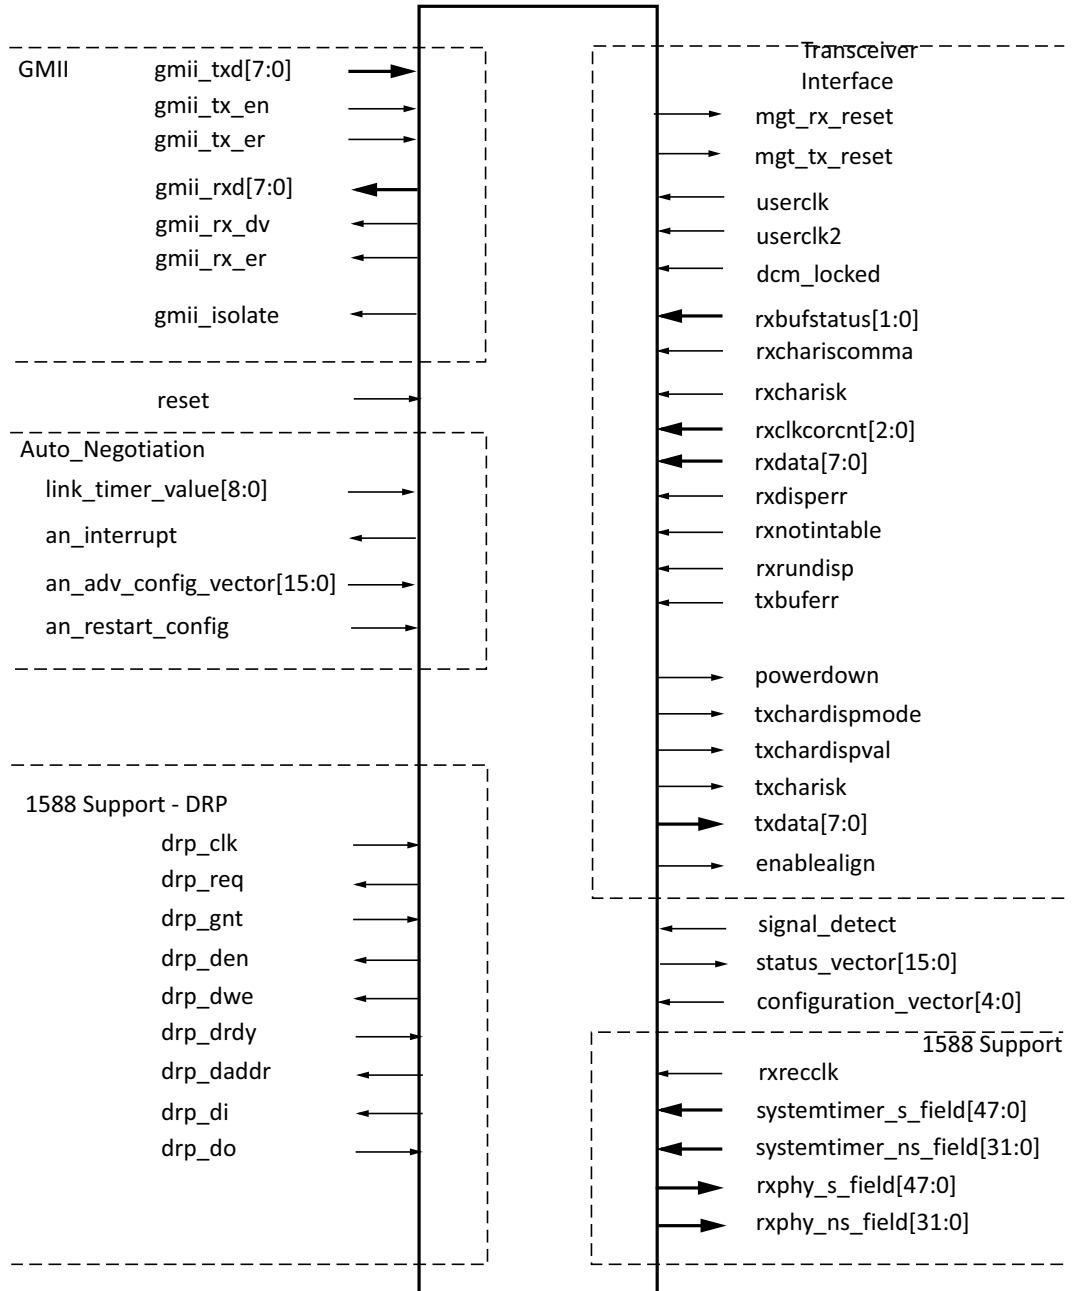 GMII
gmii_txd[7:0]
gmii_tx_en
gmii_tx_er
gmii_rxd[7:0]
gmii_rx_dv
gmii_rx_er
gmii_isolate
reset
Auto_Negotiation
link_timer_value[8:0]
an_interrupt
an_adv_config_vector[15:0]
an_restart_config
1588 Support - DRP
drp_clk
drp_req
drp_gnt
drp_den
drp_dwe
drp_drdy
drp_daddr
drp_di
drp_do
Transceiver
Interface
mgt_rx_reset
mgt_tx_reset
userclk
userclk2
dcm_locked
rxbufstatus[1:0]
rxchariscomma
rxcharisk
rxclkcorcnt[2:0]
rxdata[7:0]
rxdisperr
rxnotintable
rxrundisp
txbuferr
powerdown
txchardispmode
txchardispval
txcharisk
txdata[7:0]
enablealign
signal_detect
status_vector[15:0]
configuration_vector[4:0]
1588 Support
rxrecclk
systemtimer_s_field[47:0]
systemtimer_ns_field[31:0]
rxphy_s_field[47:0]
rxphy_ns_field[31:0]